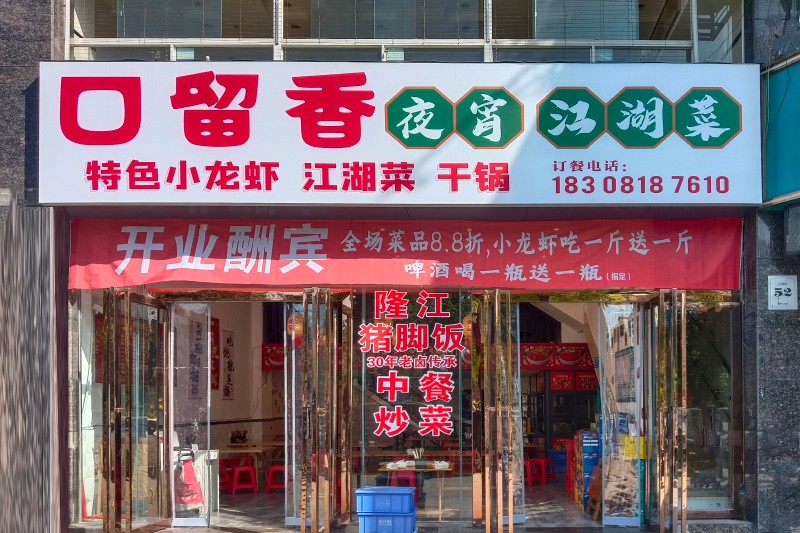 口留香 夜宵 江湖菜
特色小龙虾 江湖菜 干锅
订餐电话:
183 0818 7610
开业酬宾 全场菜品8.8折,小龙虾吃一斤送一斤
啤酒喝一瓶送一瓶(指定)
隆江
猪脚饭
30年老卤传承
中餐
炒菜
52